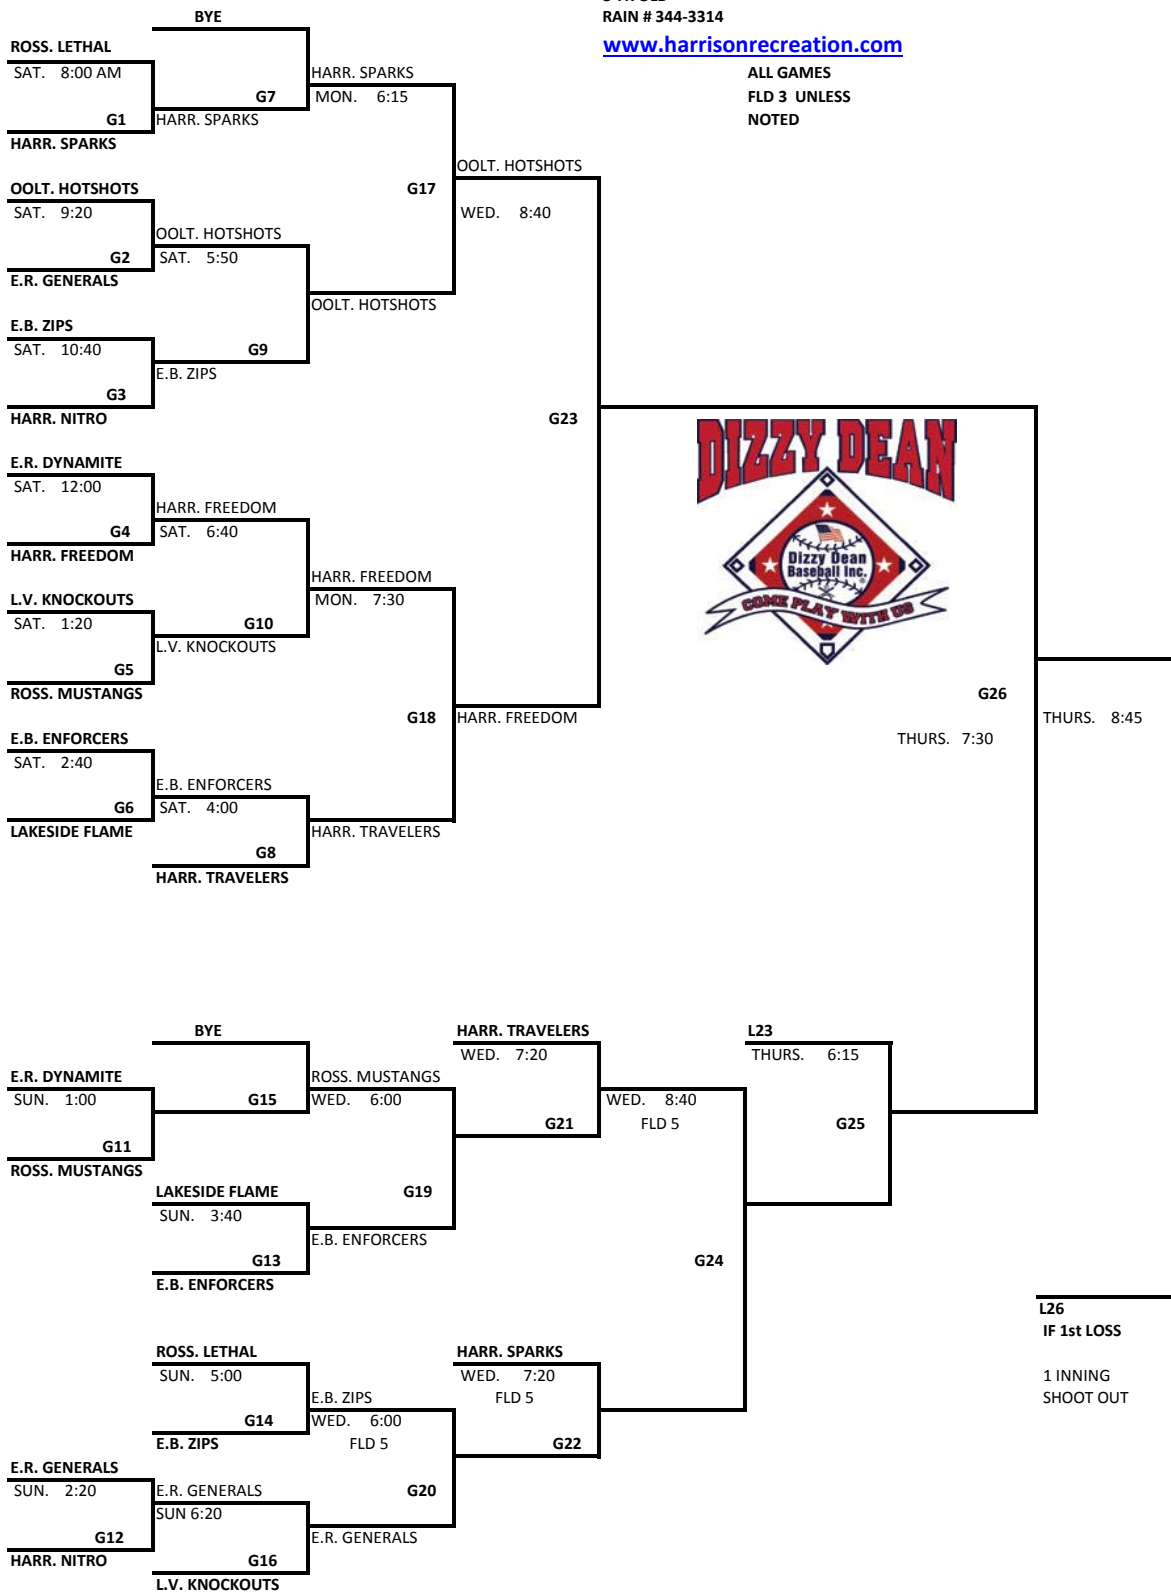 RAIN # 344-3314
www.harrisonrecreation.com
ALL GAMES
FLD 3 UNLESS
NOTED
BYE
ROSS. LETHAL
SAT. 8:00 AM
G1
HARR. SPARKS
G7
HARR. SPARKS
HARR. SPARKS
MON. 6:15
OOLT. HOTSHOTS
SAT. 9:20
G2
E.R. GENERALS
OOLT. HOTSHOTS
SAT. 5:50
G9
E.B. ZIPS
SAT. 10:40
G3
HARR. NITRO
E.B. ZIPS
OOLT. HOTSHOTS
G17
OOLT. HOTSHOTS
WED. 8:40
E.R. DYNAMITE
SAT. 12:00
G4
HARR. FREEDOM
HARR. FREEDOM
SAT. 6:40
G10
L.V. KNOCKOUTS
SAT. 1:20
G5
ROSS. MUSTANGS
L.V. KNOCKOUTS
HARR. FREEDOM
MON. 7:30
E.B. ENFORCERS
SAT. 2:40
G6
LAKESIDE FLAME
E.B. ENFORCERS
SAT. 4:00
G8
HARR. TRAVELERS
HARR. TRAVELERS
G18
HARR. FREEDOM
G23
DIZZY DEAN
Dizzy Dean
Baseball Inc.
®
COME PLAY WITH US
G26
THURS. 7:30
THURS. 8:45
BYE
E.R. DYNAMITE
SUN. 1:00
G11
ROSS. MUSTANGS
G15
ROSS. MUSTANGS
WED. 6:00
LAKESIDE FLAME
SUN. 3:40
G13
E.B. ENFORCERS
E.B. ENFORCERS
G19
HARR. TRAVELERS
WED. 7:20
G21
WED. 8:40
FLD 5
L23
THURS. 6:15
G25
G24
ROSS. LETHAL
SUN. 5:00
G14
E.B. ZIPS
E.B. ZIPS
WED. 6:00
FLD 5
HARR. SPARKS
WED. 7:20
FLD 5
G22
E.R. GENERALS
SUN. 2:20
G12
HARR. NITRO
E.R. GENERALS
SUN 6:20
G16
L.V. KNOCKOUTS
G20
E.R. GENERALS
L26
IF 1st LOSS
1 INNING
SHOOT OUT